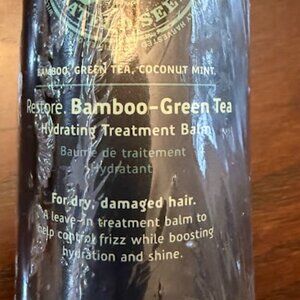 BAMBOO, GREEN TEA, COCONUT MINT
Restore. Bamboo-Green Tea
Hydrating Treatment Balm
Baume de traitement
Hydratant
For dry, damaged hair.
A leave-in treatment balm to
help control frizz while boosting
hydration and shine.